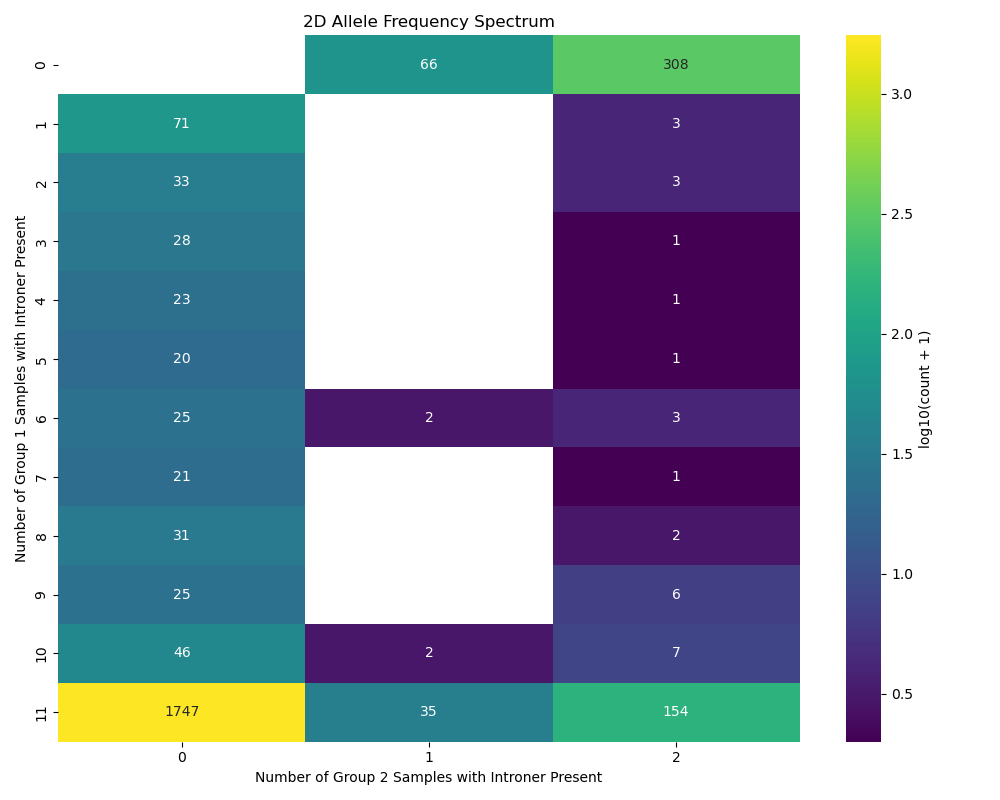 2D Allele Frequency Spectrum
0 66 308
1 71 3
2 33 3
3 28 1
4 23 1
5 20 1
6 25 2 3
7 21 1
8 31 2
9 25 6
10 46 2 7
11 1747 35 154
0 1 2
Number of Group 2 Samples with Introner Present
Number of Group 1 Samples with Introner Present
3.0
2.5
2.0
1.5
1.0
0.5
log10(count + 1)